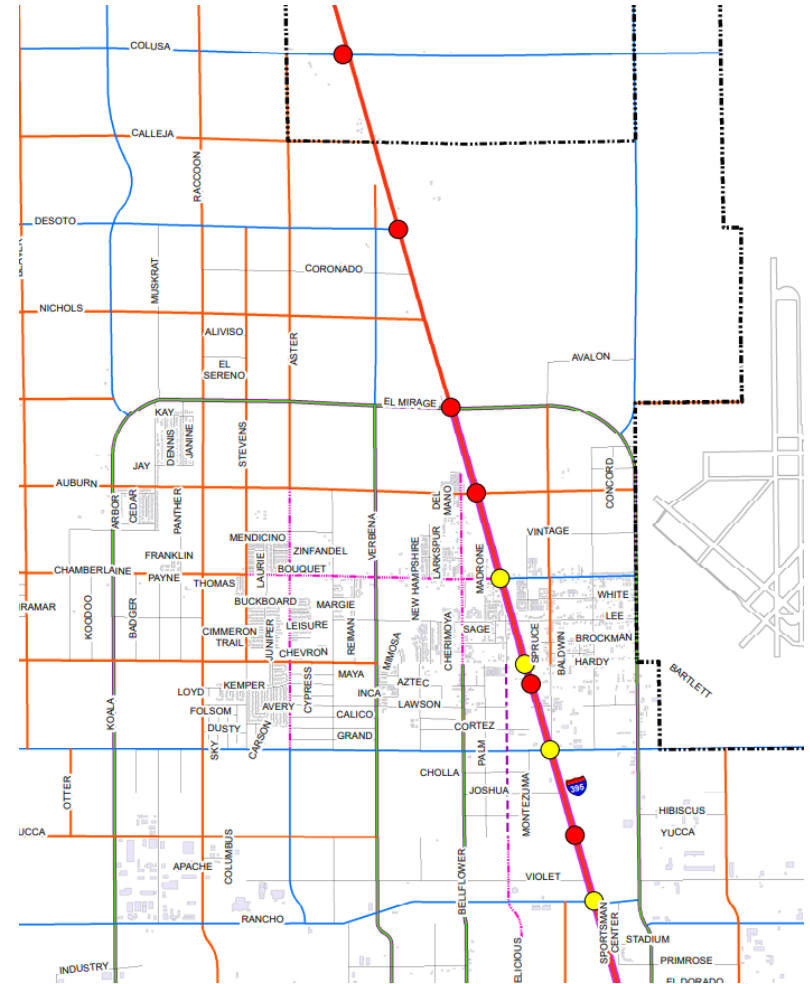 COLUSA
CALLEJA
RACCOON
DESOTO
MUSKRAT
CORONADO
NICHOLS
ALIVISO
ASTER
EL
SERENO
AVALON
EL MIRAGE
KAY
DENNIS
JANINE
STEVENS
JAY
CONCORD
AUBURN
ARBOR
CEDAR
PANTHER
DEL
MANO
VERBENA
MENDICINO
ZINFANDEL
LARKSPUR
VINTAGE
FRANKLIN
LAURIE
BOUQUET
NEW HAMPSHIRE
MADRONE
CHAMBERLAINE
PAYNE
THOMAS
WHITE
KOODOO
BADGER
BUCKBOARD
MARGIE
LEE
LEISURE
CHERIMOYA
SAGE
CIMMERON
TRAIL
JUNIPER
REIMAN
SPRUCE
BALDWIN
BROCKMAN
CHEVRON
MIMOSA
HARDY
MAYA
BARTLETT
KEMPER
CYPRESS
INCA
AZTEC
LOYD
AVERY
LAWSON
KOALA
FOLSOM
CALICO
DUSTY
CARSON
GRAND
CORTEZ
SKY
PALM
CHOLLA
OTTER
JOSHUA
MONTEZUMA
395
HIBISCUS
UCCA
YUCCA
COLUMBUS
APACHE
VIOLET
BELLFLOWER
RANCHO
SPORTSMAN
CENTER
STADIUM
ELICIOUS
PRIMROSE
INDUSTRY
EL DORADO